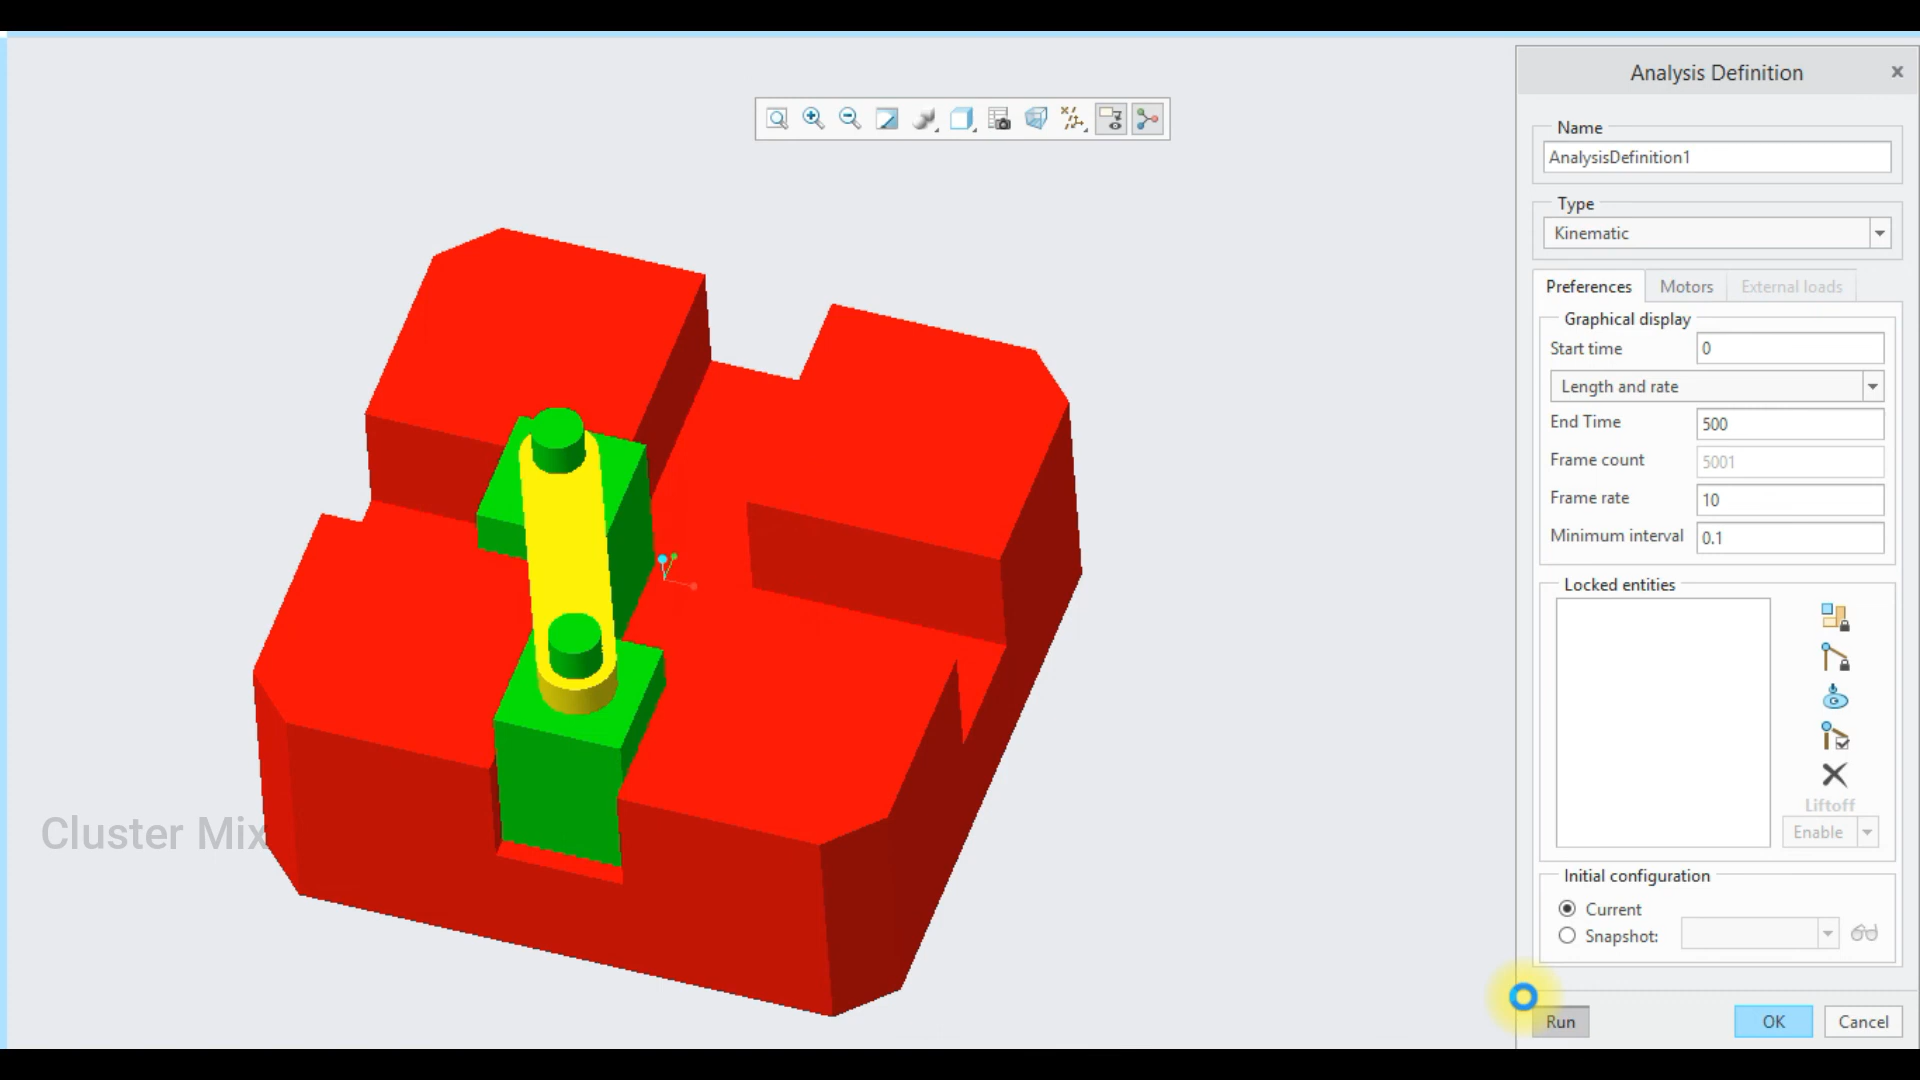 Analysis Definition
Name
AnalysisDefinition1
Type
Kinematic
Preferences Motors External loads
Graphical display
Start time 0
Length and rate
End Time 500
Frame count 5001
Frame rate 10
Minimum interval 0.1
Locked entities
Liftoff
Enable
Initial configuration
Current
Snapshot:
Run OK Cancel
Cluster Mix